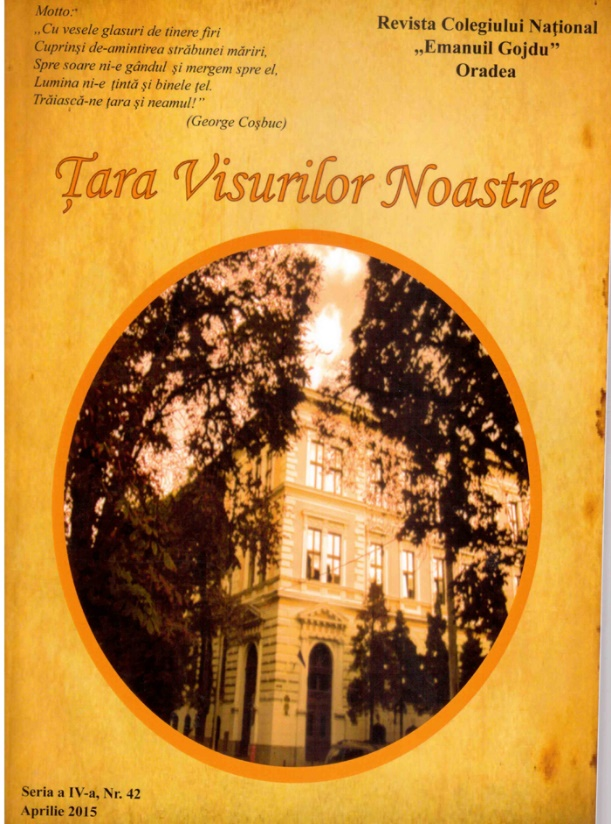 Motto:
„Cu vesele glasuri de tinere firi
Cuprinşi de-amintirea străbunei măriri,
Spre soare ni-e gândul şi mergem spre el,
Lumina ni-e ţintă şi binele ţel.
Trăiască-ne ţara şi neamul!”
(George Coşbuc)
Revista Colegiului Naţional
„Emanuil Gojdu”
Oradea
Ţara Visurilor Noastre
Seria a IV-a, Nr. 42
Aprilie 2015